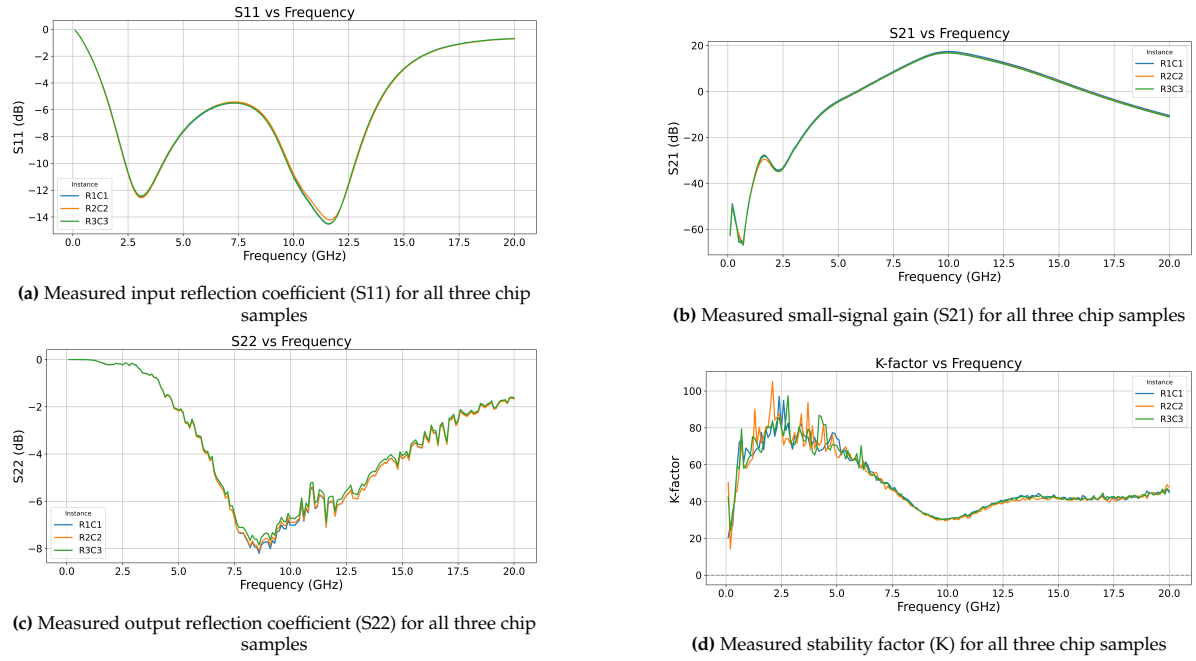 S11 vs Frequency
0
−2
−4
−6
−8
−10
−12
−14
S11 (dB)
Instance
R1C1
R2C2
R3C3
0.0 2.5 5.0 7.5 10.0 12.5 15.0 17.5 20.0
Frequency (GHz)
(a) Measured input reflection coefficient (S11) for all three chip
samples
S21 vs Frequency
20
0
−20
−40
−60
S21 (dB)
Instance
R1C1
R2C2
R3C3
0.0 2.5 5.0 7.5 10.0 12.5 15.0 17.5 20.0
Frequency (GHz)
(b) Measured small-signal gain (S21) for all three chip samples
S22 vs Frequency
0
−2
−4
−6
−8
S22 (dB)
Instance
R1C1
R2C2
R3C3
0.0 2.5 5.0 7.5 10.0 12.5 15.0 17.5 20.0
Frequency (GHz)
(c) Measured output reflection coefficient (S22) for all three chip
samples
K-factor vs Frequency
100
80
60
40
20
0
K-factor
Instance
R1C1
R2C2
R3C3
0.0 2.5 5.0 7.5 10.0 12.5 15.0 17.5 20.0
Frequency (GHz)
(d) Measured stability factor (K) for all three chip samples